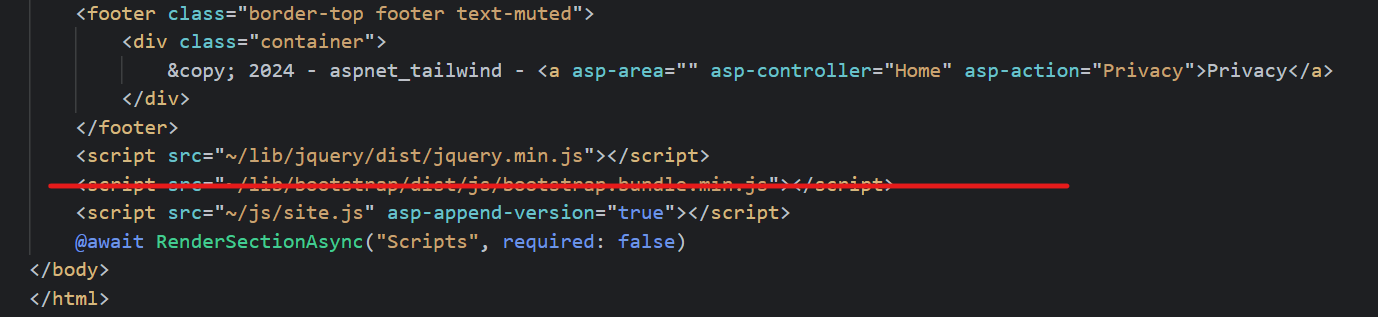 <footer class="border-top footer text-muted">
<div class="container">
&copy; 2024 - aspnet_tailwind - <a asp-area="" asp-controller="Home" asp-action="Privacy">Privacy</a>
</div>
</footer>
<script src="~/lib/jquery/dist/jquery.min.js"></script>
<script src="~/lib/bootstrap/dist/js/bootstrap.bundle.min.js"></script>
<script src="~/js/site.js" asp-append-version="true"></script>
@await RenderSectionAsync("Scripts", required: false)
</body>
</html>